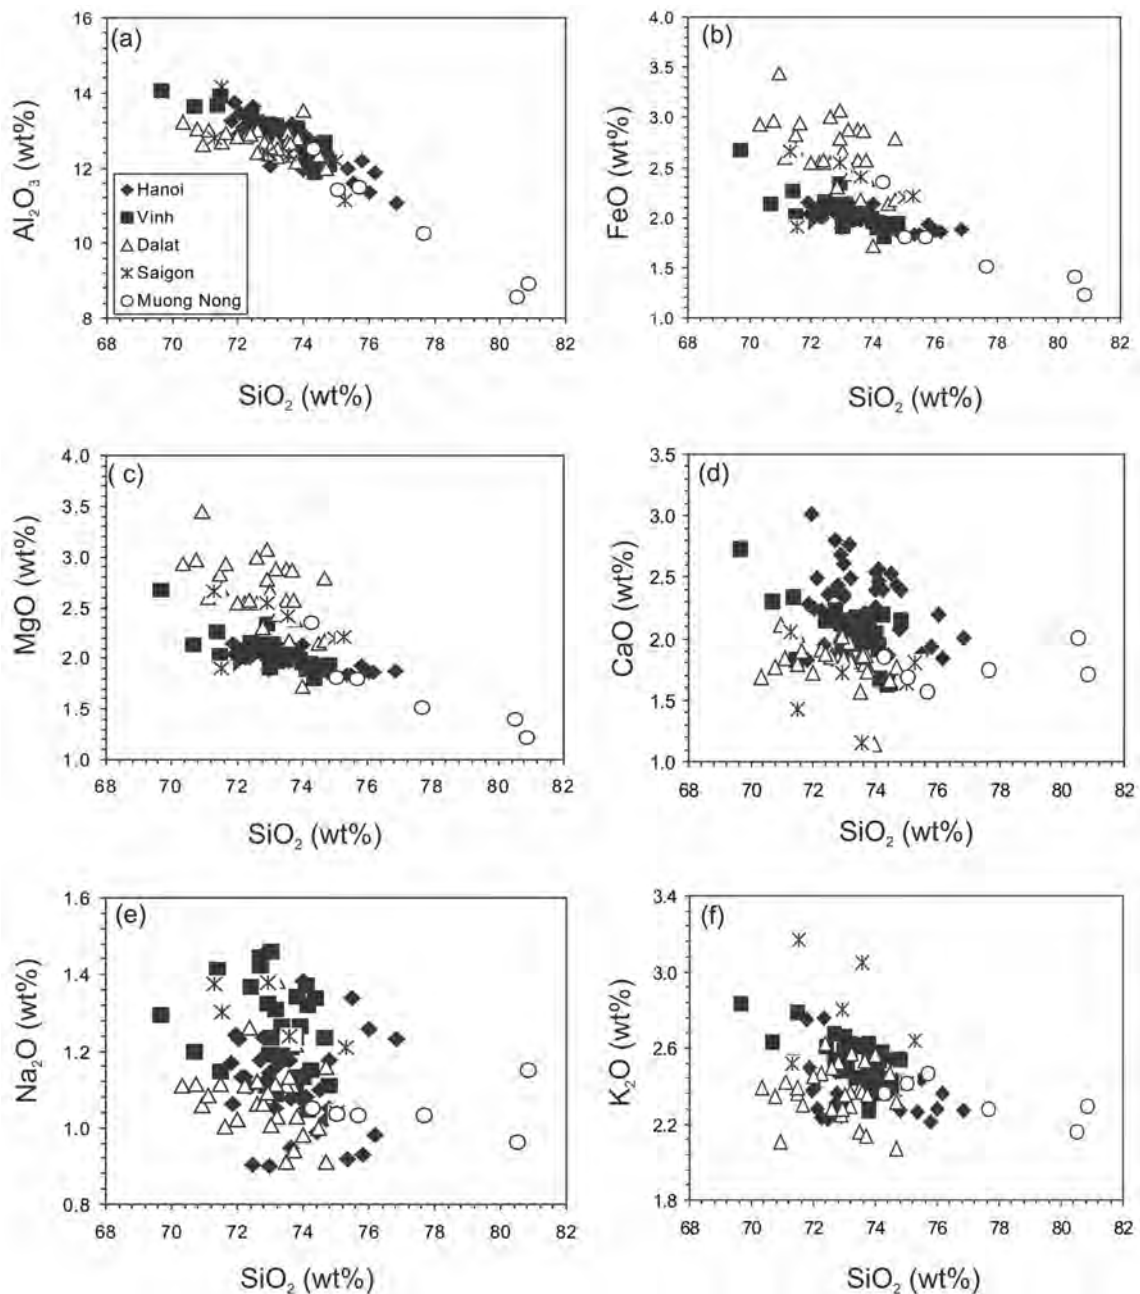 (a)
16
14
12
10
8
Al₂O₃ (wt%)
Hanoi
Vinh
Dalat
Saigon
Muong Nong
68 70 72 74 76 78 80 82
SiO₂ (wt%)
(b)
4.0
3.5
3.0
2.5
2.0
1.5
1.0
FeO (wt%)
68 70 72 74 76 78 80 82
SiO₂ (wt%)
(c)
4.0
3.5
3.0
2.5
2.0
1.5
1.0
MgO (wt%)
68 70 72 74 76 78 80 82
SiO₂ (wt%)
(d)
3.5
3.0
2.5
2.0
1.5
1.0
CaO (wt%)
68 70 72 74 76 78 80 82
SiO₂ (wt%)
(e)
1.6
1.4
1.2
1.0
0.8
Na₂O (wt%)
68 70 72 74 76 78 80 82
SiO₂ (wt%)
(f)
3.4
3.0
2.6
2.2
1.8
K₂O (wt%)
68 70 72 74 76 78 80 82
SiO₂ (wt%)